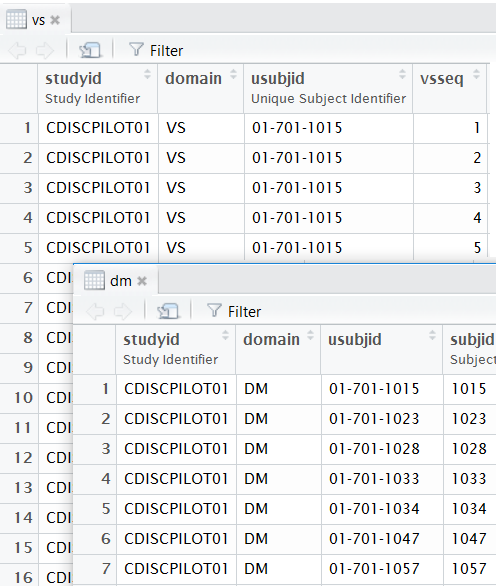 vs
Filter
studyid domain usubjid vsseq
Study Identifier Unique Subject Identifier
1 CDISCPILOT01 VS 01-701-1015 1
2 CDISCPILOT01 VS 01-701-1015 2
3 CDISCPILOT01 VS 01-701-1015 3
4 CDISCPILOT01 VS 01-701-1015 4
5 CDISCPILOT01 VS 01-701-1015 5
6 CDI
7 CDI
8 CDI
9 CDI
10 CDI
11 CDI
12 CDI
13 CDI
14 CDI
15 CDI
16 CDI
dm
Filter
studyid domain usubjid subjid
Study Identifier Subject
1 CDISCPILOT01 DM 01-701-1015 1015
2 CDISCPILOT01 DM 01-701-1023 1023
3 CDISCPILOT01 DM 01-701-1028 1028
4 CDISCPILOT01 DM 01-701-1033 1033
5 CDISCPILOT01 DM 01-701-1034 1034
6 CDISCPILOT01 DM 01-701-1047 1047
7 CDISCPILOT01 DM 01-701-1057 1057